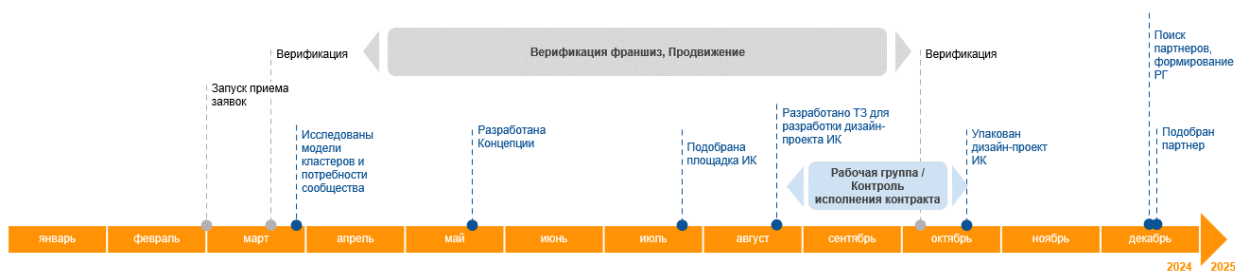 Верификация
Верификация франшиз, Продвижение
Верификация
Поиск
партнеров,
формирование
РГ
Запуск приема
заявок
Исследованы
модели
кластеров и
потребности
сообщества
Разработана
Концепции
Подобрана
площадка ИК
Разработано ТЗ для
разработки дизайн-
проекта ИК
Упакован
дизайн-проект
ИК
Подобран
партнер
Рабочая группа /
Контроль
исполнения контракта
январь
февраль
март
апрель
май
июнь
июль
август
сентябрь
октябрь
ноябрь
декабрь
2024
2025